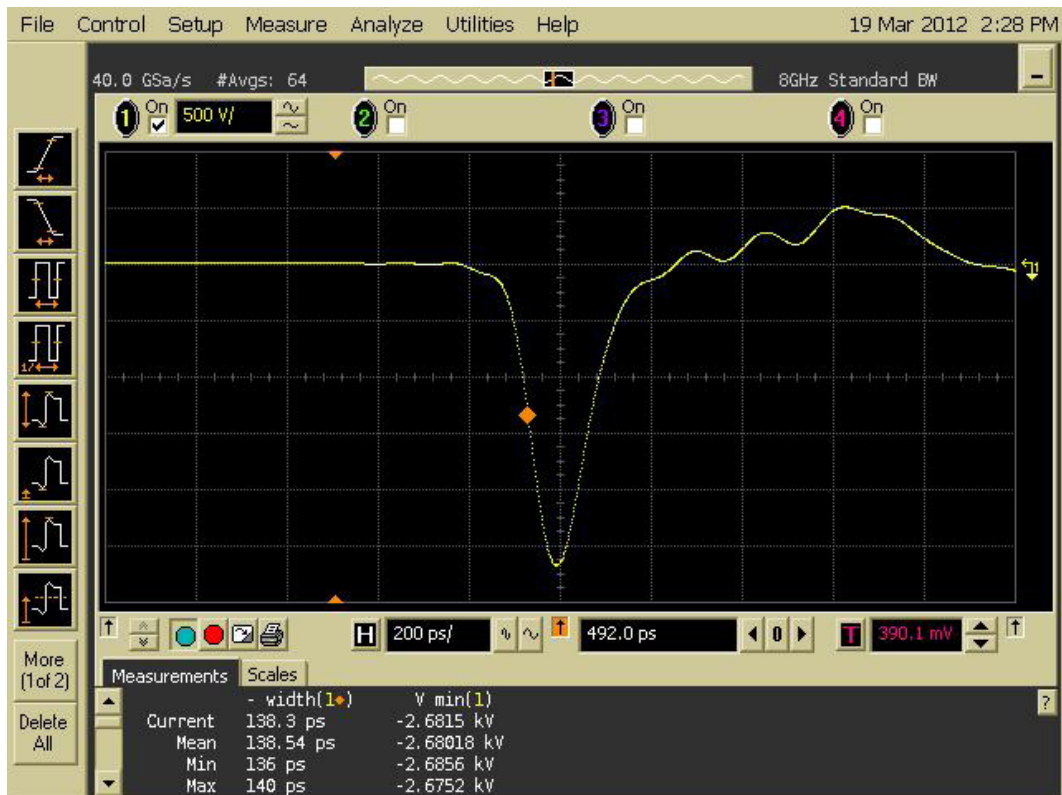 File Control Setup Measure Analyze Utilities Help 19 Mar 2012 2:28 PM
40.0 GSa/s #Avgs: 64 8GHz Standard BW
1 On 500 V/ 2 On 3 On 4 On
1
1/
H 200 ps/ 492.0 ps 0 T 390.1 mV
More
(1of 2)
Delete
All
Measurements Scales
- width(1) V min(1)
?
Current 138.3 ps -2.6815 kV
Mean 138.54 ps -2.68018 kV
Min 136 ps -2.6856 kV
Max 140 ps -2.6752 kV